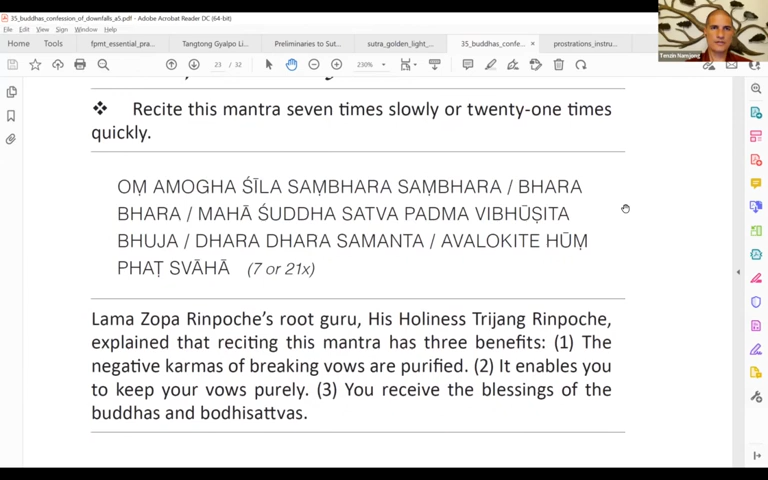 35_buddhas_confession_of_downfalls_a5.pdf - Adobe Acrobat Reader DC (64-bit)
File Edit View Sign Window Help
Home Tools fpmt_essential_pra... Tangtong Gyalpo Li... Preliminaries to Sut... sutra_golden_light_... 35_buddhas_confe... × prostrations_instru...
Tenzin Namjong
23 / 32 230%
❖ Recite this mantra seven times slowly or twenty-one times
quickly.
OṂ AMOGHA ŚĪLA SAṂBHARA SAṂBHARA / BHARA
BHARA / MAHĀ ŚUDDHA SATVA PADMA VIBHŪṢITA
BHUJA / DHARA DHARA SAMANTA / AVALOKITE HŪṂ
PHAṬ SVĀHĀ (7 or 21x)
Lama Zopa Rinpoche's root guru, His Holiness Trijang Rinpoche,
explained that reciting this mantra has three benefits: (1) The
negative karmas of breaking vows are purified. (2) It enables you
to keep your vows purely. (3) You receive the blessings of the
buddhas and bodhisattvas.